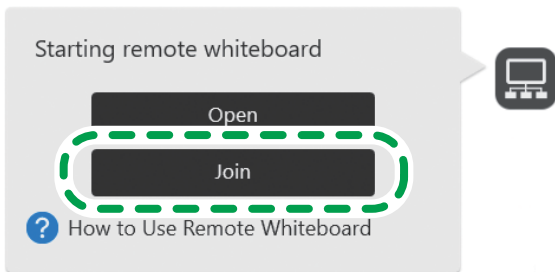 Starting remote whiteboard
Open
Join
? How to Use Remote Whiteboard